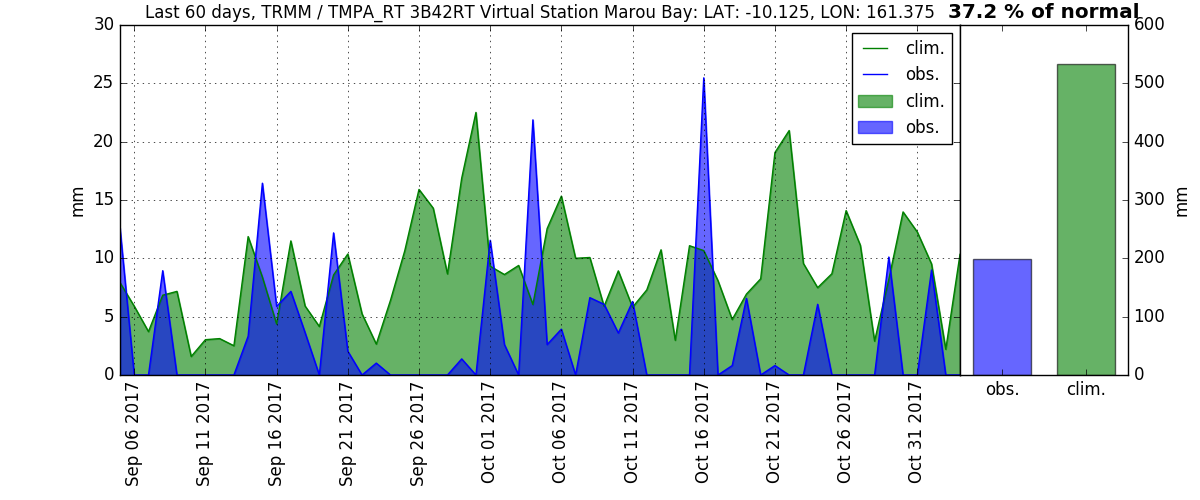 Last 60 days, TRMM / TMPA_RT 3B42RT Virtual Station Marou Bay: LAT: -10.125, LON: 161.375 37.2 % of normal
30
25
20
15
10
5
0
mm
clim.
obs.
clim.
obs.
600
500
400
300
200
100
0
mm
Sep 06 2017
Sep 11 2017
Sep 16 2017
Sep 21 2017
Sep 26 2017
Oct 01 2017
Oct 06 2017
Oct 11 2017
Oct 16 2017
Oct 21 2017
Oct 26 2017
Oct 31 2017
obs.
clim.